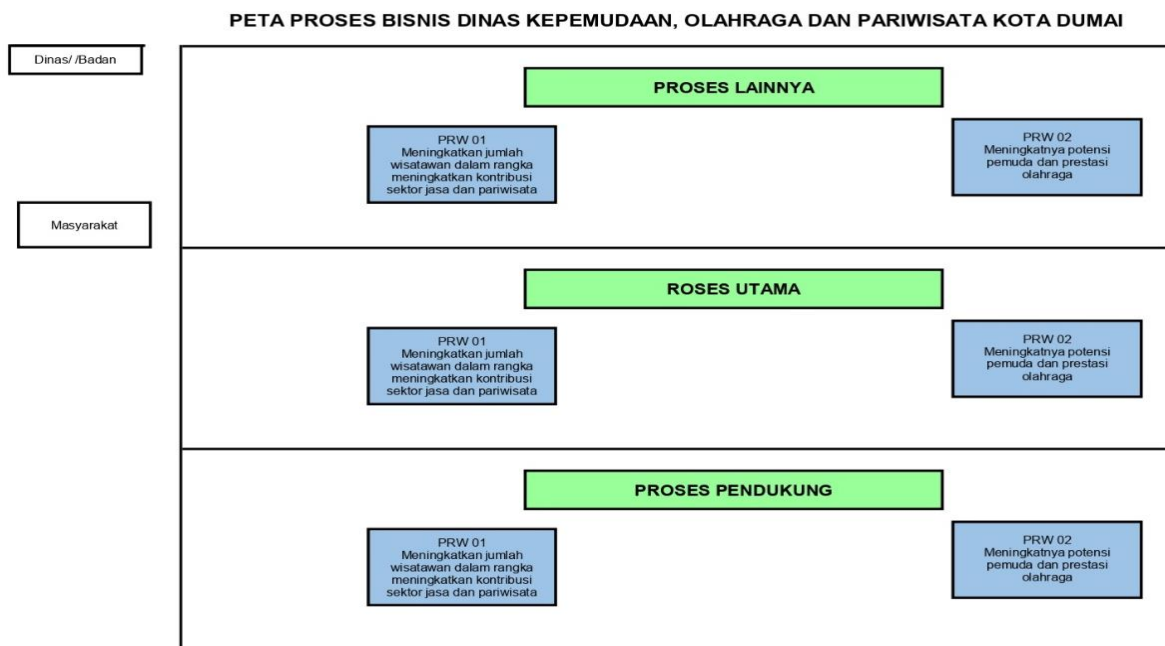 PETA PROSES BISNIS DINAS KEPEMUDAAN, OLAHRAGA DAN PARIWISATA KOTA DUMAI
Dinas/ /Badan
Masyarakat
PROSES LAINNYA
PRW 01
Meningkatkan jumlah
wisatawan dalam rangka
meningkatkan kontribusi
sektor jasa dan pariwisata
PRW 02
Meningkatnya potensi
pemuda dan prestasi
olahraga
ROSES UTAMA
PRW 01
Meningkatkan jumlah
wisatawan dalam rangka
meningkatkan kontribusi
sektor jasa dan pariwisata
PRW 02
Meningkatnya potensi
pemuda dan prestasi
olahraga
PROSES PENDUKUNG
PRW 01
Meningkatkan jumlah
wisatawan dalam rangka
meningkatkan kontribusi
sektor jasa dan pariwisata
PRW 02
Meningkatnya potensi
pemuda dan prestasi
olahraga